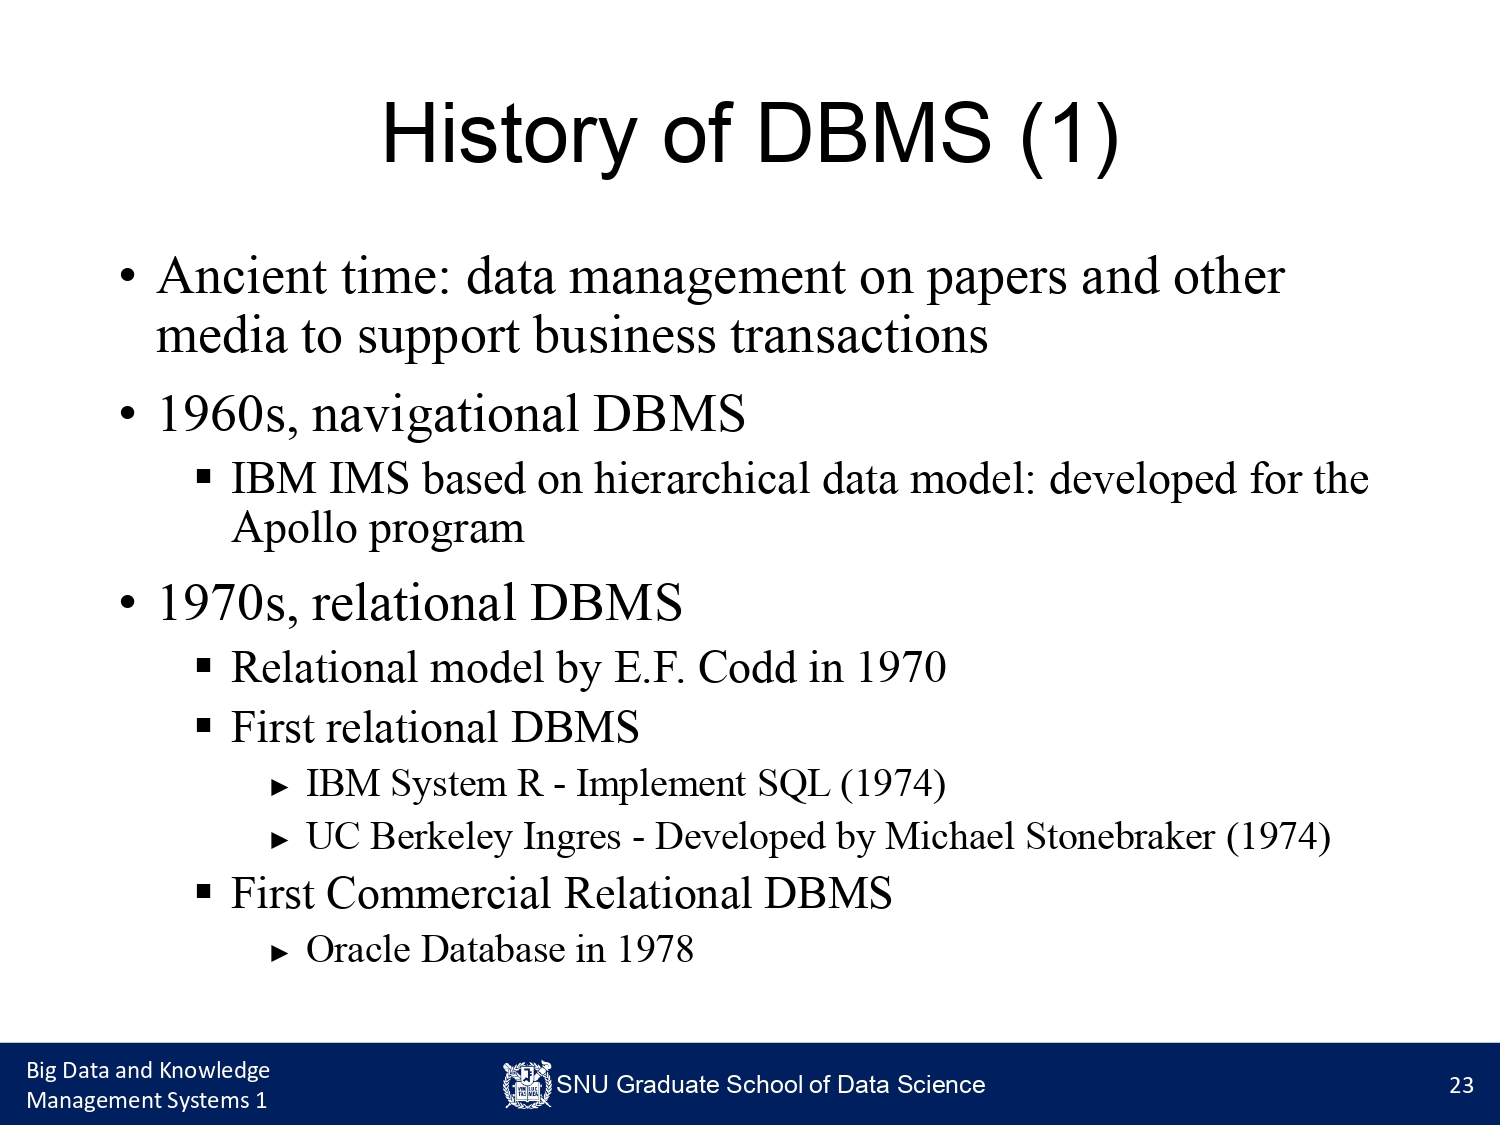 History of DBMS (1)
• Ancient time: data management on papers and other
media to support business transactions
• 1960s, navigational DBMS
▪ IBM IMS based on hierarchical data model: developed for the
Apollo program
• 1970s, relational DBMS
▪ Relational model by E.F. Codd in 1970
▪ First relational DBMS
► IBM System R - Implement SQL (1974)
► UC Berkeley Ingres - Developed by Michael Stonebraker (1974)
▪ First Commercial Relational DBMS
► Oracle Database in 1978
Big Data and Knowledge
Management Systems 1
SNU Graduate School of Data Science
23